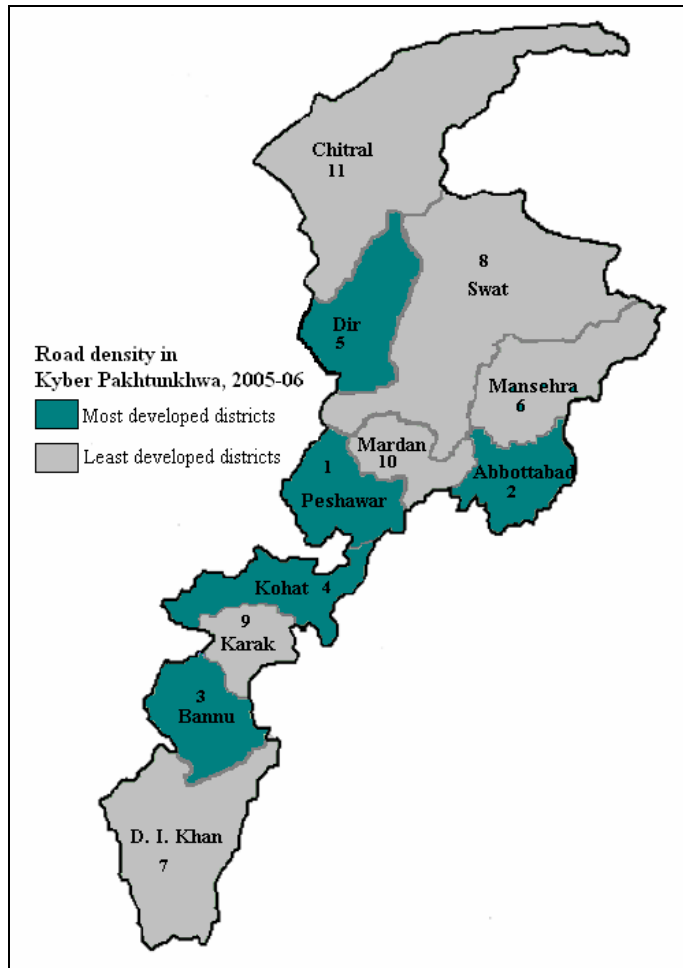 Chitral
11
8
Swat
Dir
5
Road density in
Kyber Pakhtunkhwa, 2005-06
Most developed districts
Least developed districts
Mansehra
6
Mardan
10
1
Peshawar
Abbottabad
2
Kohat 4
9
Karak
3
Bannu
D. I. Khan
7